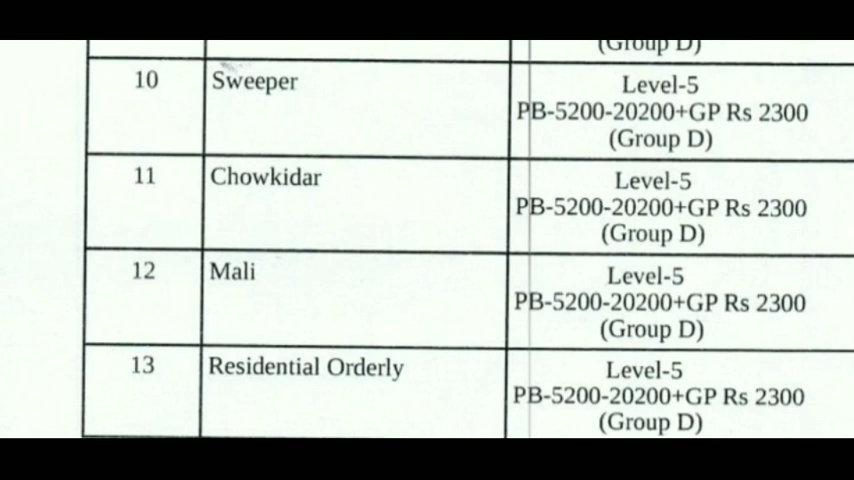 (Group D)
10 Sweeper Level-5
PB-5200-20200+GP Rs 2300
(Group D)
11 Chowkidar Level-5
PB-5200-20200+GP Rs 2300
(Group D)
12 Mali Level-5
PB-5200-20200+GP Rs 2300
(Group D)
13 Residential Orderly Level-5
PB-5200-20200+GP Rs 2300
(Group D)